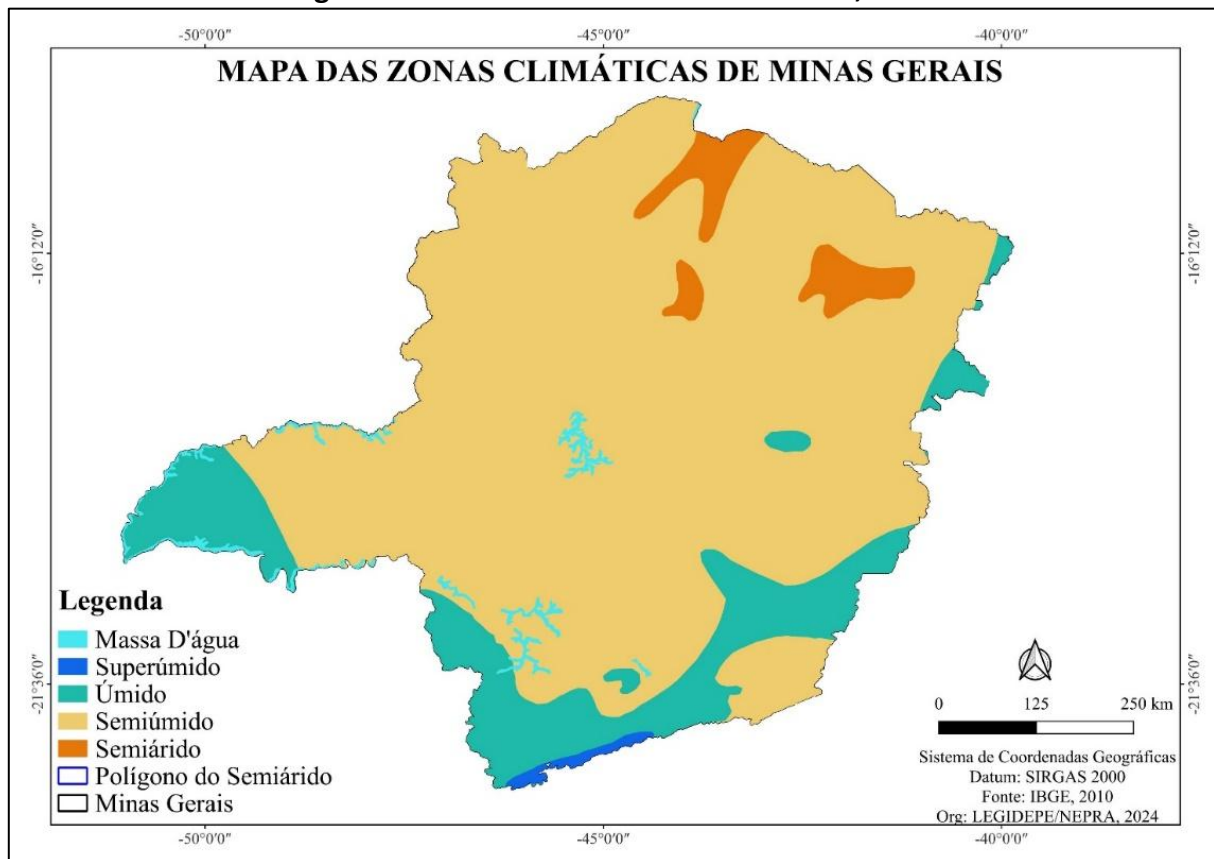 -50°0'0" -45°0'0" -40°0'0"
MAPA DAS ZONAS CLIMÁTICAS DE MINAS GERAIS
-16°12'0" -16°12'0"
Legenda
Massa D'água
Superúmido
Úmido
Semiúmido
Semiárido
Polígono do Semiárido
Minas Gerais
-21°36'0" -21°36'0"
0 125 250 km
Sistema de Coordenadas Geográficas
Datum: SIRGAS 2000
Fonte: IBGE, 2010
Org: LEGIDEPE/NEPRA, 2024
-50°0'0" -45°0'0" -40°0'0"